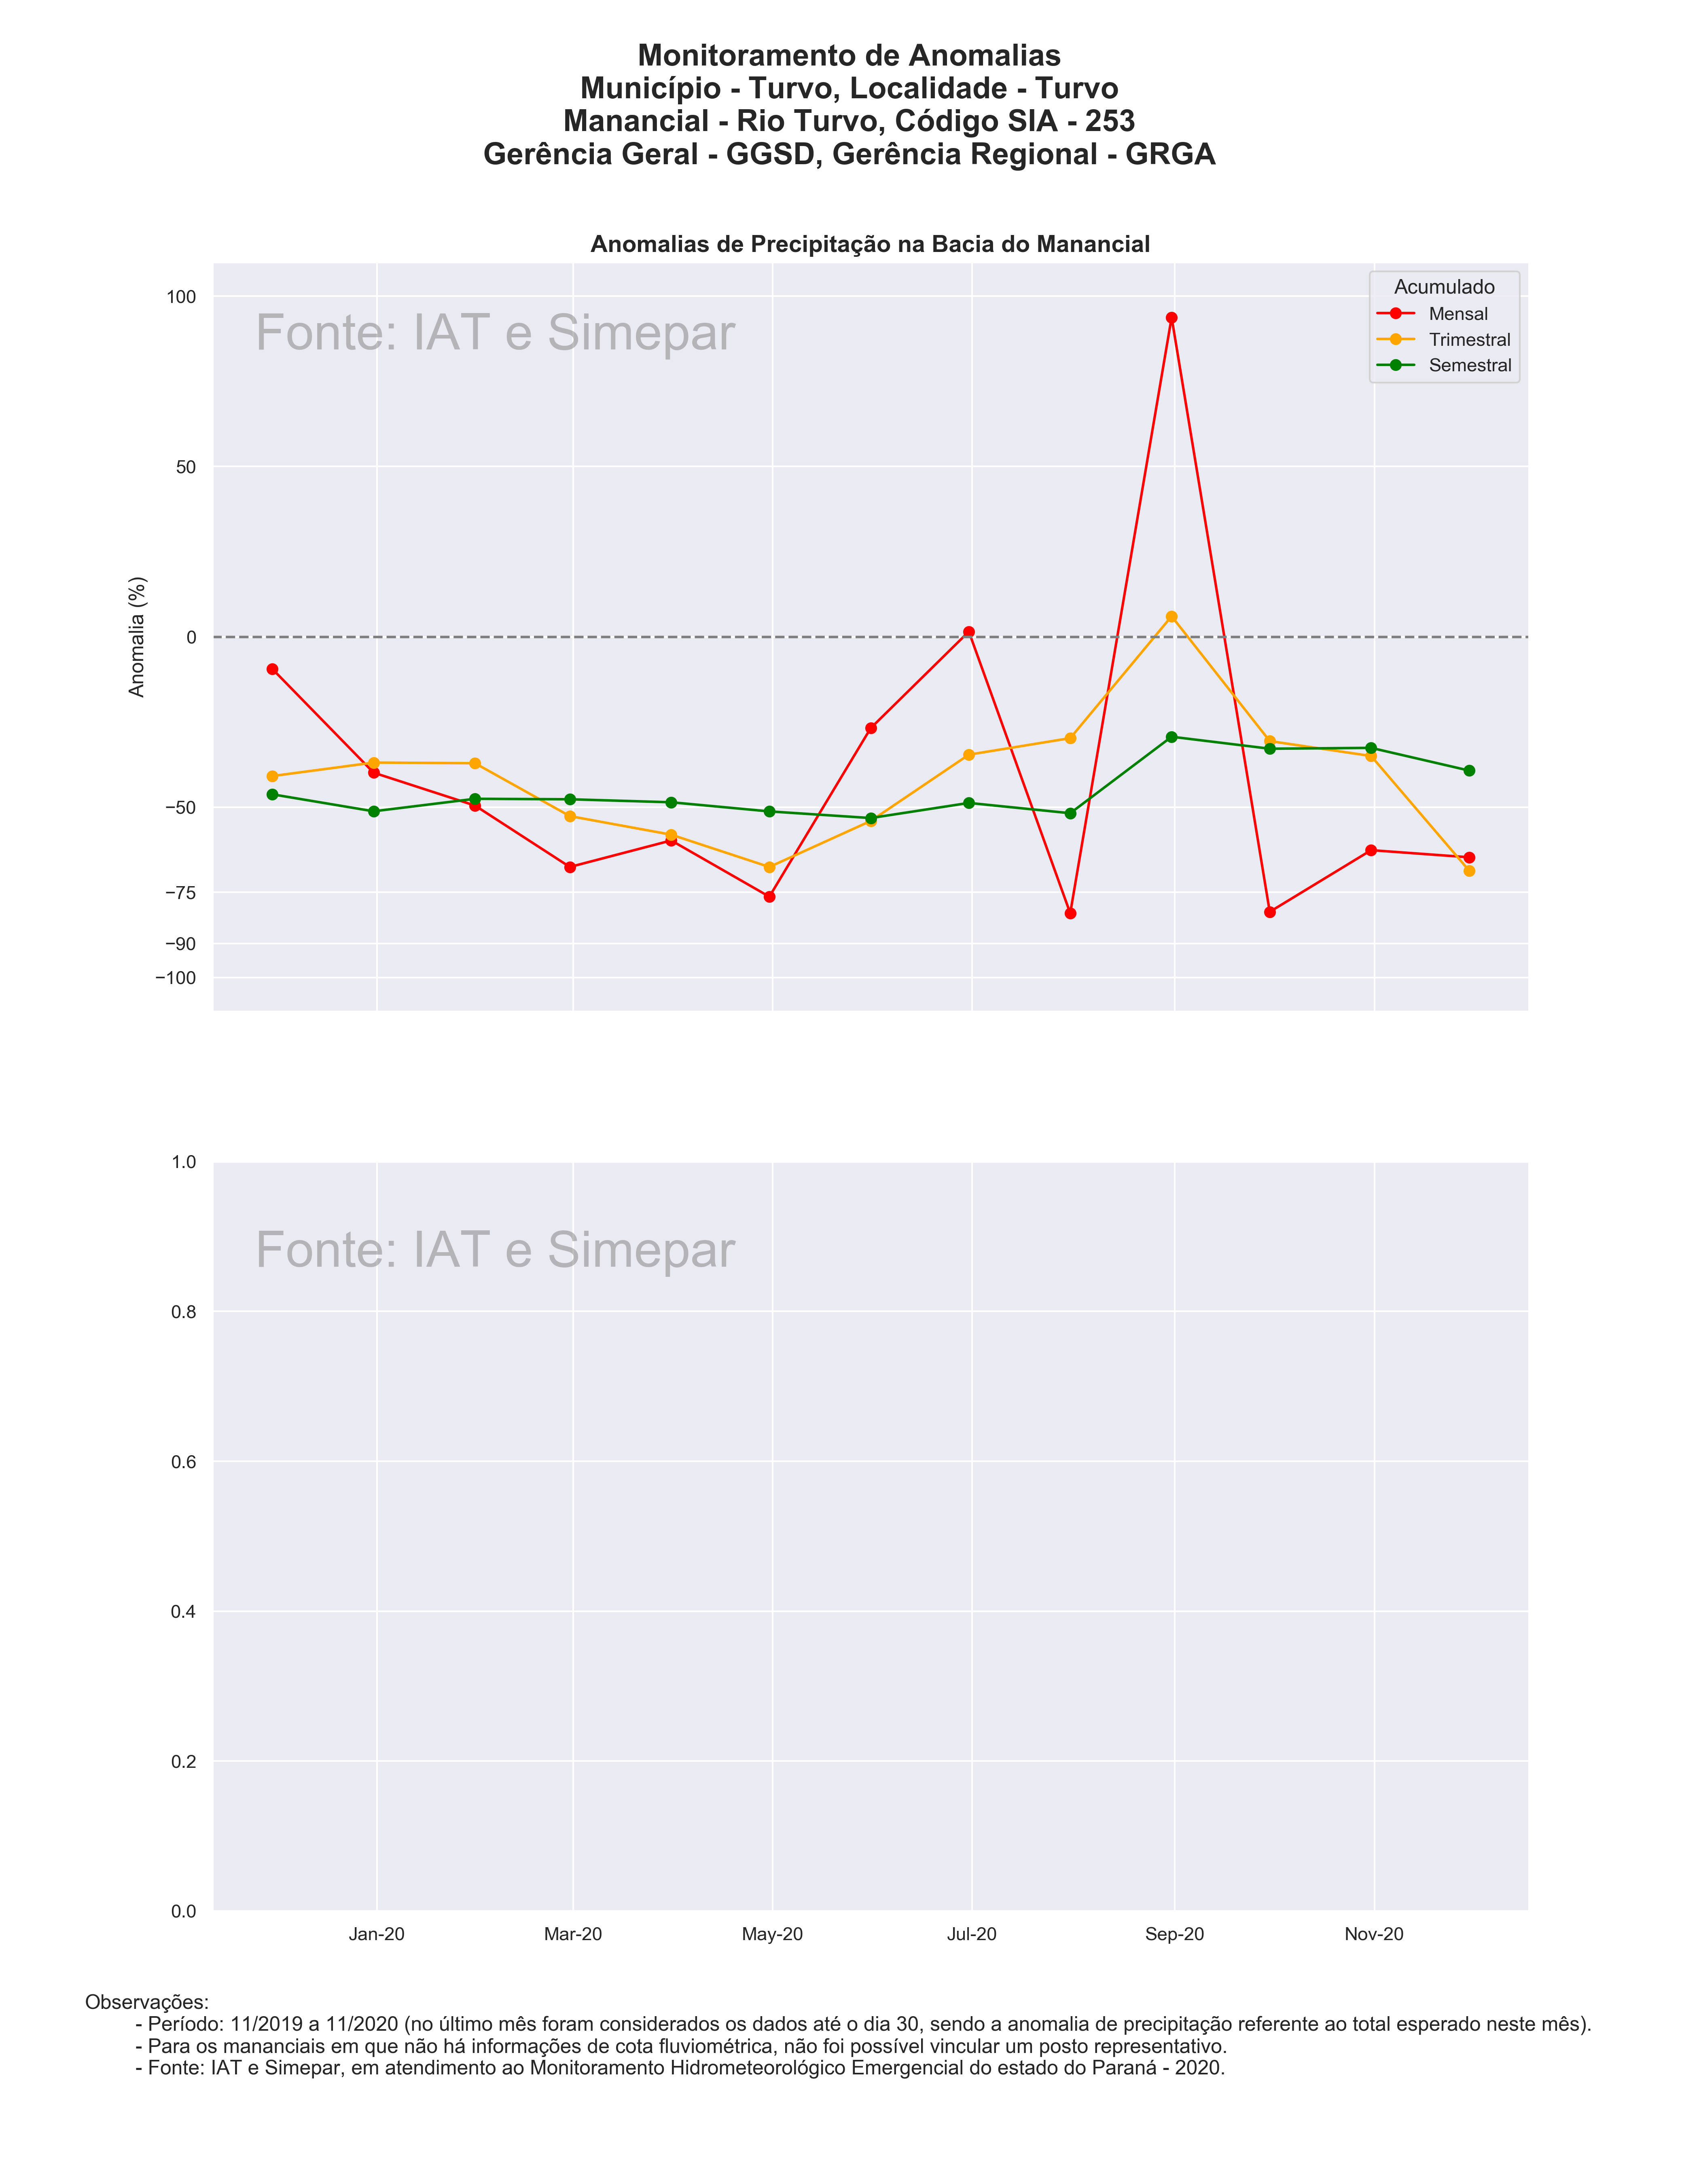 Monitoramento de Anomalias
Município - Turvo, Localidade - Turvo
Manancial - Rio Turvo, Código SIA - 253
Gerência Geral - GGSD, Gerência Regional - GRGA
Anomalias de Precipitação na Bacia do Manancial
Fonte: IAT e Simepar
Acumulado
Mensal
Trimestral
Semestral
Anomalia (%)
100
50
0
−50
−75
−90
−100
Fonte: IAT e Simepar
1.0
0.8
0.6
0.4
0.2
0.0
Jan-20 Mar-20 May-20 Jul-20 Sep-20 Nov-20
Observações:
- Período: 11/2019 a 11/2020 (no último mês foram considerados os dados até o dia 30, sendo a anomalia de precipitação referente ao total esperado neste mês).
- Para os mananciais em que não há informações de cota fluviométrica, não foi possível vincular um posto representativo.
- Fonte: IAT e Simepar, em atendimento ao Monitoramento Hidrometeorológico Emergencial do estado do Paraná - 2020.